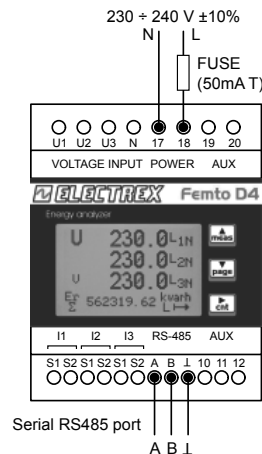 230 ÷ 240 V ±10%
N L
FUSE
(50mA T)
U1 U2 U3 N 17 18 19 20
VOLTAGE INPUT POWER AUX
ELECTREX Femto D4
Energy analyzer
U 230.0 L1N
230.0 L2N
U 230.0 L3N
Er Σ 562319.62 kvarh L
meas
page
cnt
I1 I2 I3 RS-485 AUX
S1 S2 S1 S2 S1 S2 A B ⊥ 10 11 12
Serial RS485 port
A B ⊥